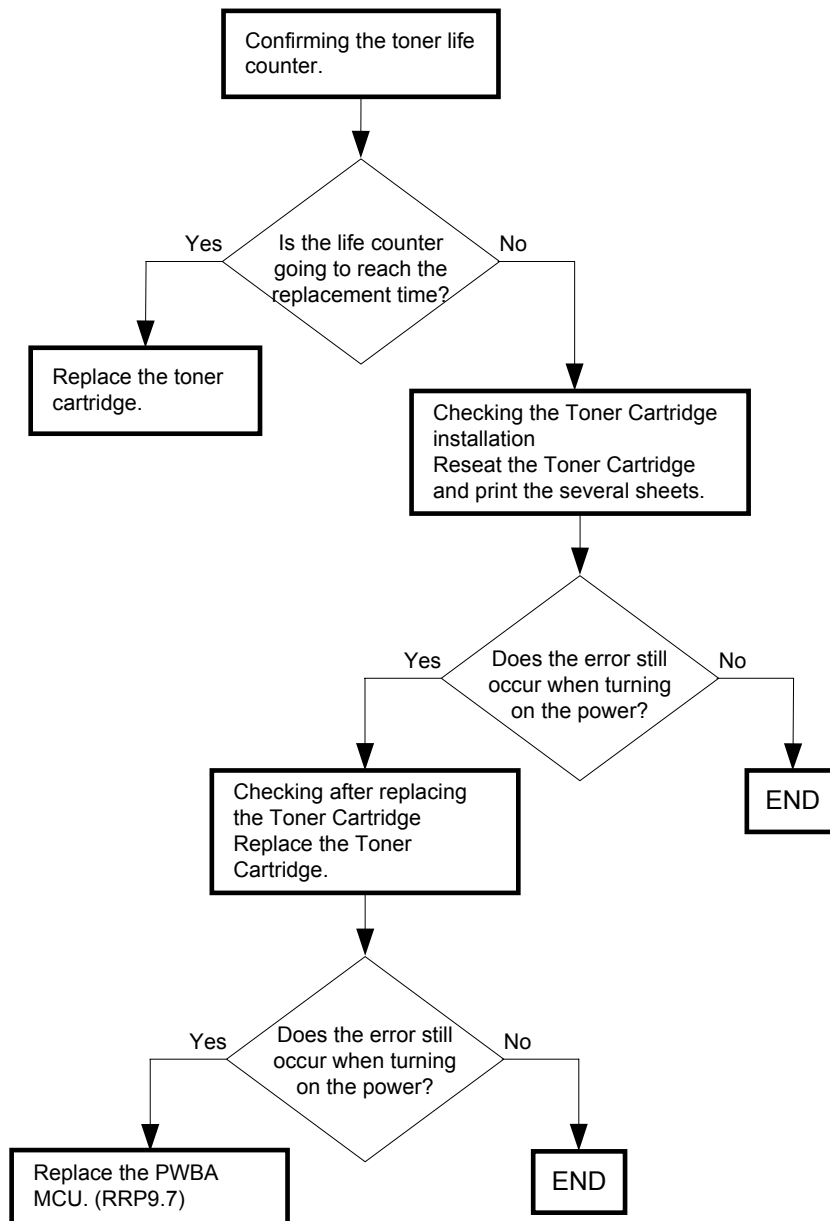 Confirming the toner life
counter.
Yes
Is the life counter
going to reach the
replacement time?
No
Replace the toner
cartridge.
Checking the Toner Cartridge
installation
Reseat the Toner Cartridge
and print the several sheets.
Yes
Does the error still
occur when turning
on the power?
No
Checking after replacing
the Toner Cartridge
Replace the Toner
Cartridge.
END
Yes
Does the error still
occur when turning
on the power?
No
Replace the PWBA
MCU. (RRP9.7)
END